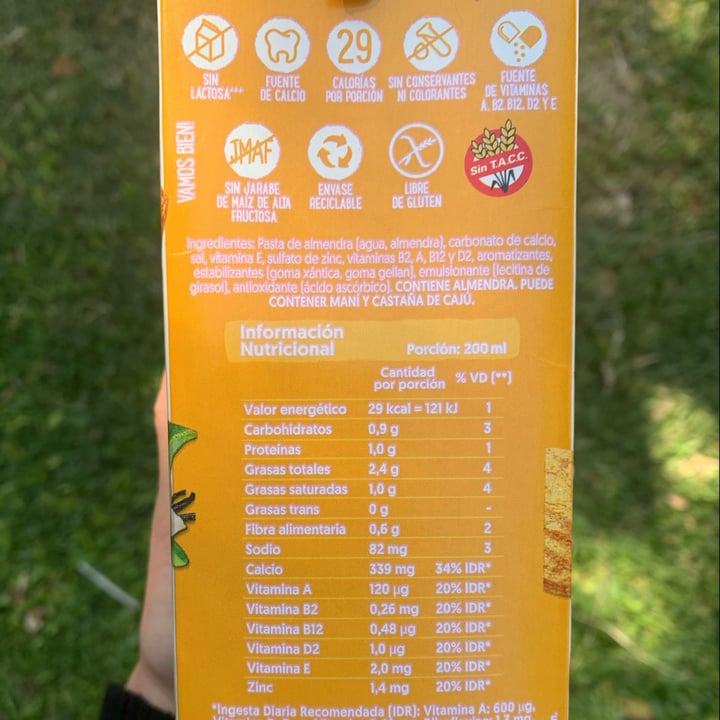 SIN
LACTOSA***
FUENTE
DE CALCIO
29
CALORÍAS
POR PORCIÓN
SIN CONSERVANTES
NI COLORANTES
FUENTE
DE VITAMINAS
A, B2, B12, D2 Y E
¡VAMOS BIEN!
JMAF
SIN JARABE
DE MAÍZ DE ALTA
FRUCTOSA
ENVASE
RECICLABLE
LIBRE
DE GLUTEN
Sin T.A.C.C.
Ingredientes: Pasta de almendra (agua, almendra), carbonato de calcio,
sal, vitamina E, sulfato de zinc, vitaminas B2, A, B12 y D2, aromatizantes,
estabilizantes (goma xántica, goma gellan), emulsionante (lecitina de
girasol), antioxidante (ácido ascórbico). CONTIENE ALMENDRA. PUEDE
CONTENER MANÍ Y CASTAÑA DE CAJÚ.
Información
Nutricional
Porción: 200 ml
Cantidad
por porción % VD (**)
Valor energético 29 kcal = 121 kJ 1
Carbohidratos 0,9 g 3
Proteínas 1,0 g 1
Grasas totales 2,4 g 4
Grasas saturadas 1,0 g 4
Grasas trans 0 g -
Fibra alimentaria 0,6 g 2
Sodio 82 mg 3
Calcio 339 mg 34% IDR*
Vitamina A 120 µg 20% IDR*
Vitamina B2 0,26 mg 20% IDR*
Vitamina B12 0,48 µg 20% IDR*
Vitamina D2 1,0 µg 20% IDR*
Vitamina E 2,0 mg 20% IDR*
Zinc 1,4 mg 20% IDR*
*Ingesta Diaria Recomendada (IDR): Vitamina A: 600 µg,